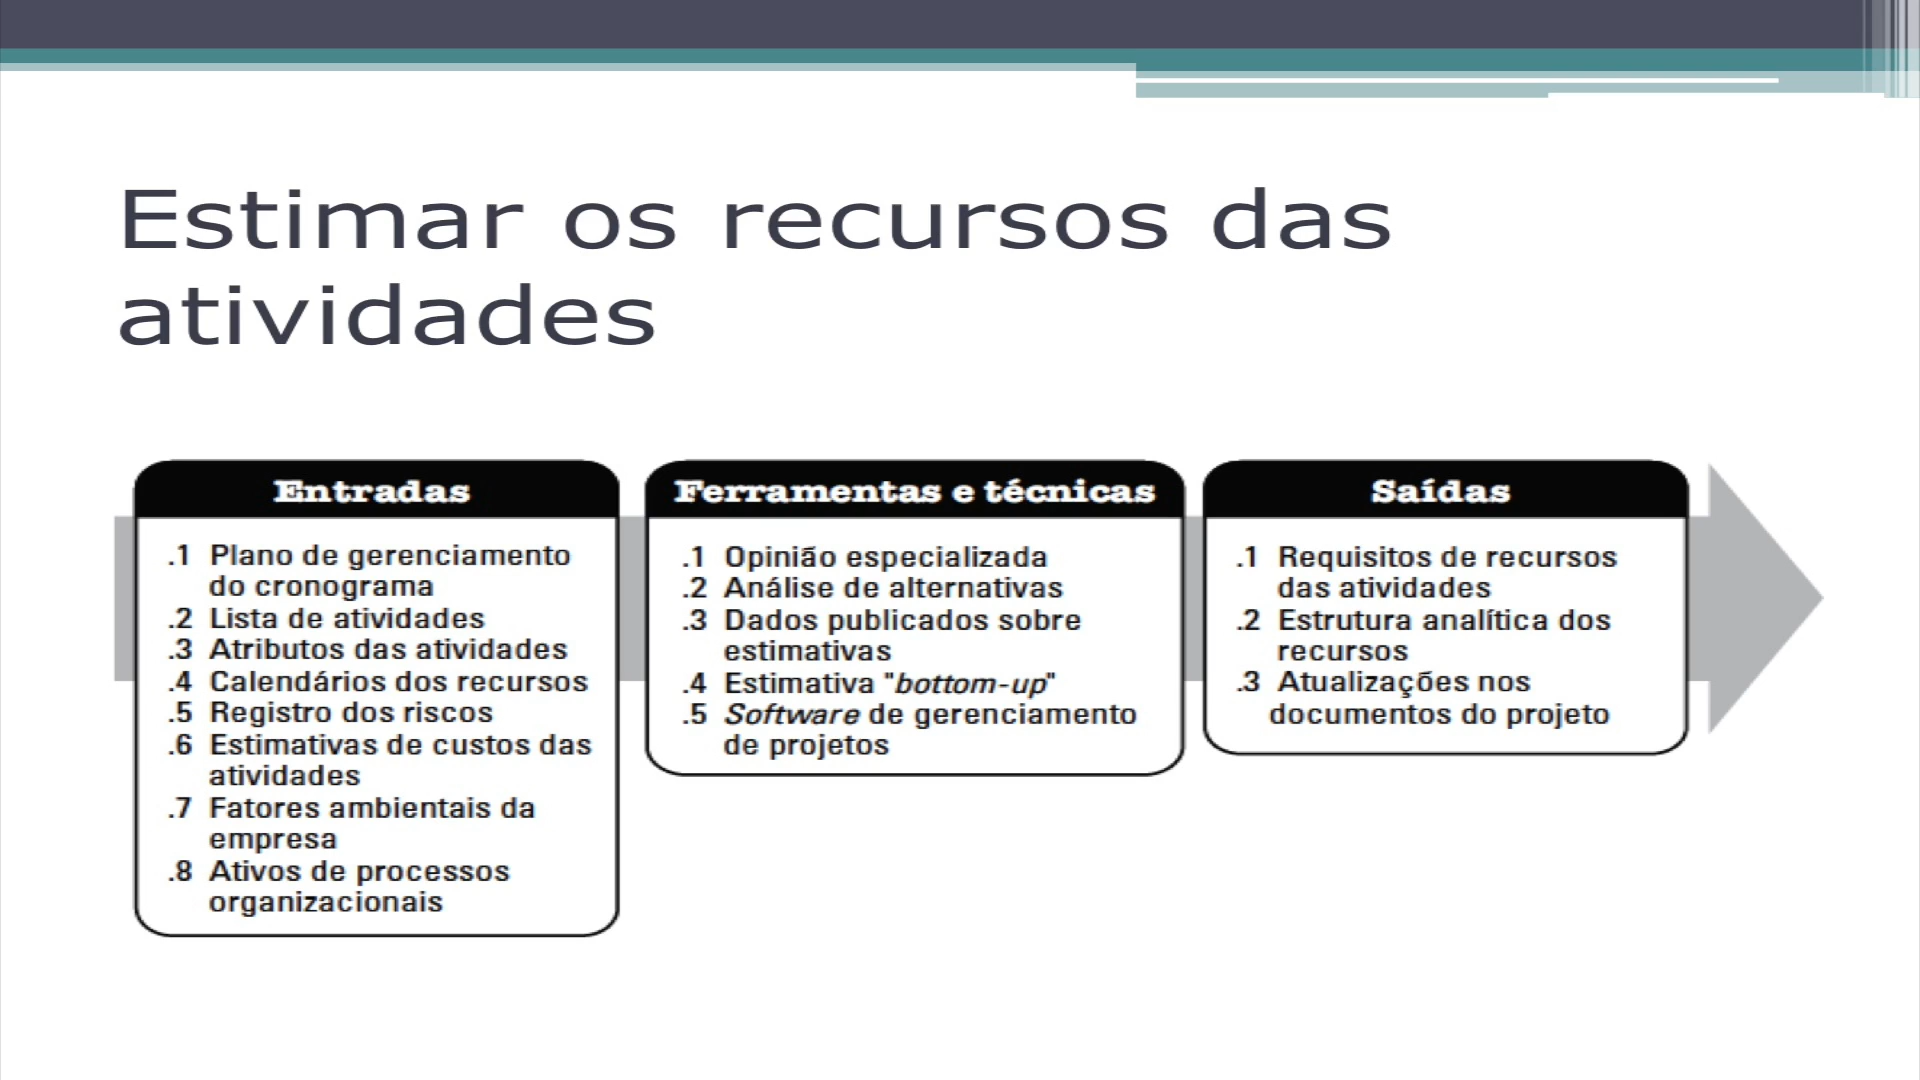 Estimar os recursos das
atividades
Entradas
.1 Plano de gerenciamento
do cronograma
.2 Lista de atividades
.3 Atributos das atividades
.4 Calendários dos recursos
.5 Registro dos riscos
.6 Estimativas de custos das
atividades
.7 Fatores ambientais da
empresa
.8 Ativos de processos
organizacionais
Ferramentas e técnicas
.1 Opinião especializada
.2 Análise de alternativas
.3 Dados publicados sobre
estimativas
.4 Estimativa "bottom-up"
.5 Software de gerenciamento
de projetos
Saídas
.1 Requisitos de recursos
das atividades
.2 Estrutura analítica dos
recursos
.3 Atualizações nos
documentos do projeto